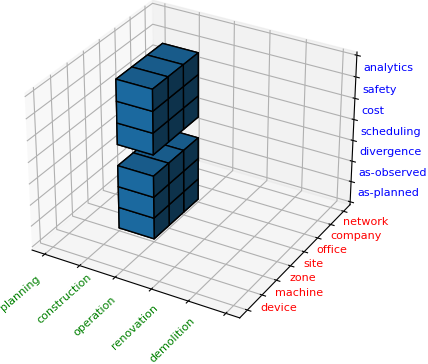 analytics
safety
cost
scheduling
divergence
as-observed
as-planned
network
company
office
site
zone
machine
device
planning
construction
operation
renovation
demolition